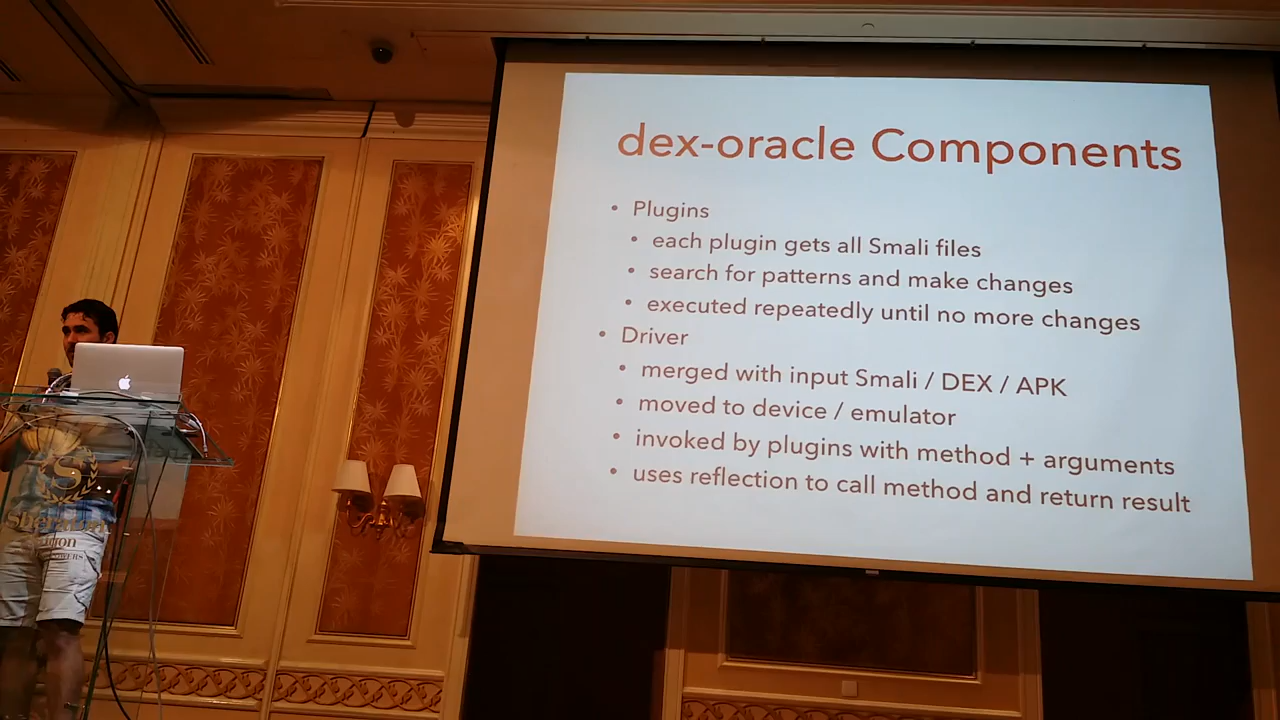 dex-oracle Components
• Plugins
• each plugin gets all Smali files
• search for patterns and make changes
• executed repeatedly until no more changes
• Driver
• merged with input Smali / DEX / APK
• moved to device / emulator
• invoked by plugins with method + arguments
• uses reflection to call method and return result
S
Sheraton